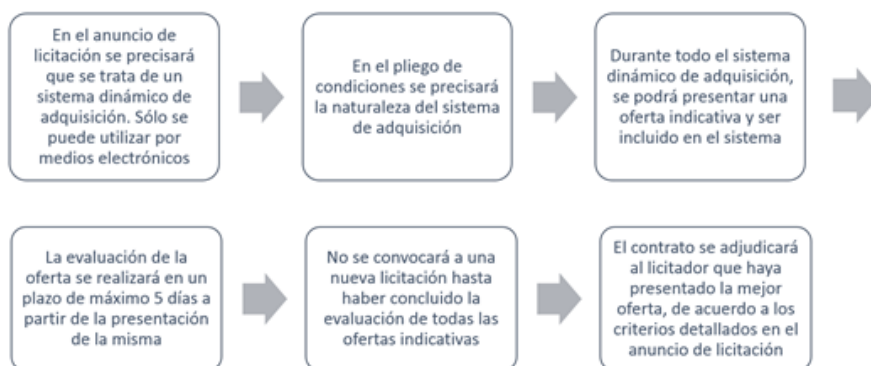 En el anuncio de
licitación se precisará
que se trata de un
sistema dinámico de
adquisición. Sólo se
puede utilizar por
medios electrónicos
En el pliego de
condiciones se precisará
la naturaleza del sistema
de adquisición
Durante todo el sistema
dinámico de adquisición,
se podrá presentar una
oferta indicativa y ser
incluido en el sistema
La evaluación de la
oferta se realizará en un
plazo de máximo 5 días a
partir de la presentación
de la misma
No se convocará a una
nueva licitación hasta
haber concluido la
evaluación de todas las
ofertas indicativas
El contrato se adjudicará
al licitador que haya
presentado la mejor
oferta, de acuerdo a los
criterios detallados en el
anuncio de licitación